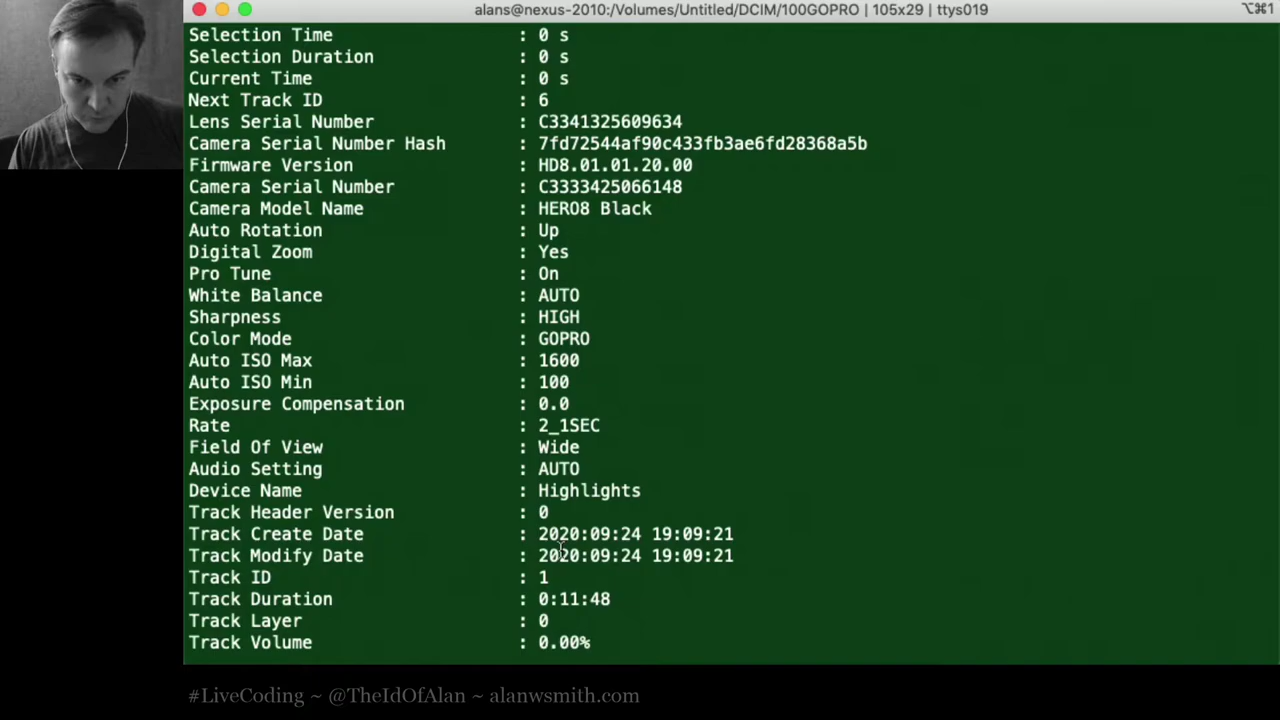 alans@nexus-2010:/Volumes/Untitled/DCIM/100GOPRO | 105x29 | ttys019
⌥⌘1
Selection Time : 0 s
Selection Duration : 0 s
Current Time : 0 s
Next Track ID : 6
Lens Serial Number : C3341325609634
Camera Serial Number Hash : 7fd72544af90c433fb3ae6fd28368a5b
Firmware Version : HD8.01.01.20.00
Camera Serial Number : C3333425066148
Camera Model Name : HERO8 Black
Auto Rotation : Up
Digital Zoom : Yes
Pro Tune : On
White Balance : AUTO
Sharpness : HIGH
Color Mode : GOPRO
Auto ISO Max : 1600
Auto ISO Min : 100
Exposure Compensation : 0.0
Rate : 2_1SEC
Field Of View : Wide
Audio Setting : AUTO
Device Name : Highlights
Track Header Version : 0
Track Create Date : 2020:09:24 19:09:21
Track Modify Date : 2020:09:24 19:09:21
Track ID : 1
Track Duration : 0:11:48
Track Layer : 0
Track Volume : 0.00%
#LiveCoding ~ @TheIdOfAlan ~ alanwsmith.com